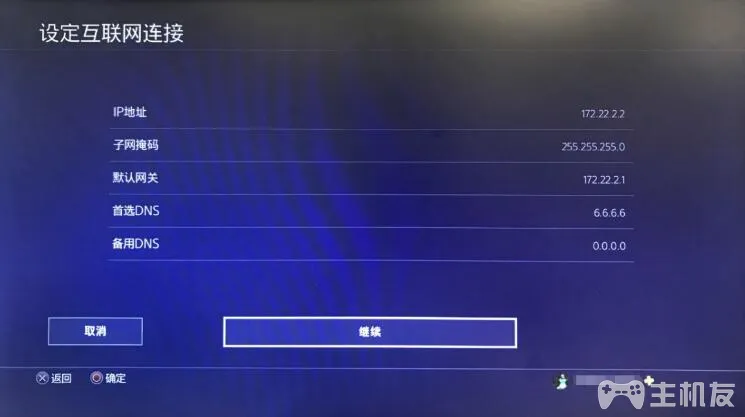 设定互联网连接
IP地址 172.22.2.2
子网掩码 255.255.255.0
默认网关 172.22.2.1
首选DNS 6.6.6.6
备用DNS 0.0.0.0
取消 继续
返回 确定
主机友